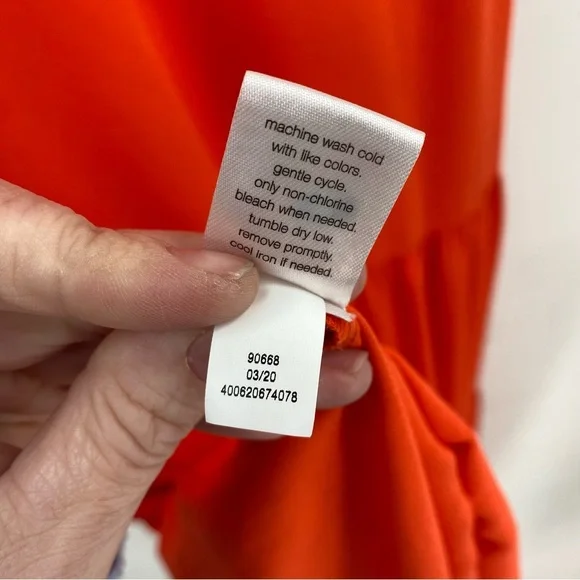 machine wash cold
with like colors.
gentle cycle.
only non-chlorine
bleach when needed.
tumble dry low.
remove promptly.
cool iron if needed.
90668
03/20
400620674078